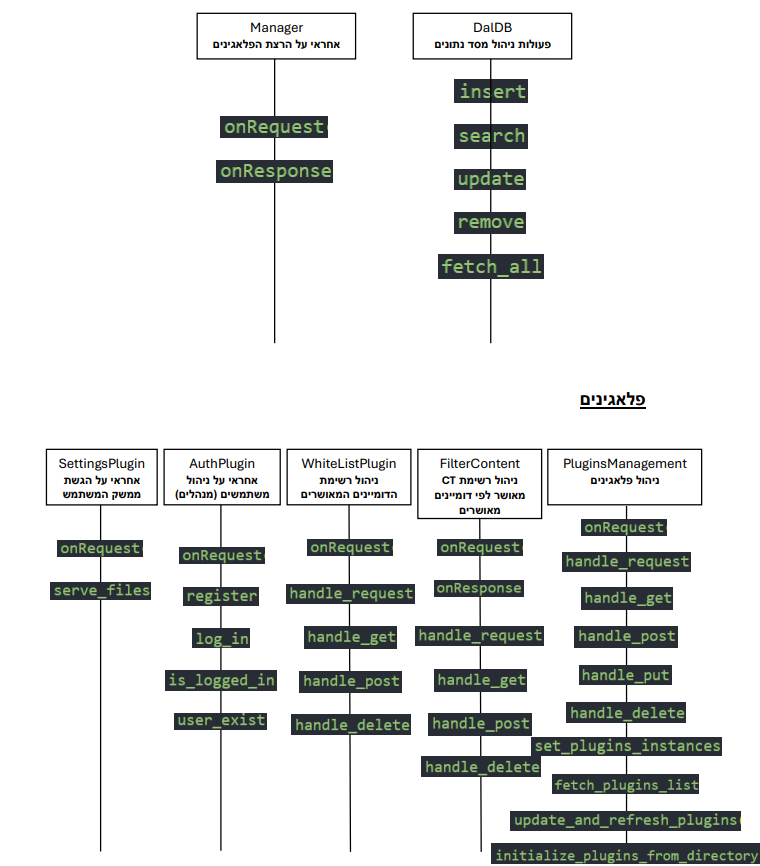 Manager
אחראי על הרצת הפלאגינים
onRequest
onResponse
DalDB
פעולות ניהול מסד נתונים
insert
search
update
remove
fetch_all
פלאגינים
SettingsPlugin
אחראי על הגשת
ממשק המשתמש
onRequest
serve_files
AuthPlugin
אחראי על ניהול
משתמשים (מנהלים)
onRequest
register
log_in
is_logged_in
user_exist
WhiteListPlugin
ניהול רשימת
הדומיינים המאושרים
onRequest
handle_request
handle_get
handle_post
handle_delete
FilterContent
ניהול רשימת CT
מאושר לפי דומיינים
מאושרים
onRequest
onResponse
handle_request
handle_get
handle_post
handle_delete
PluginsManagement
ניהול פלאגינים
onRequest
handle_request
handle_get
handle_post
handle_put
handle_delete
set_plugins_instances
fetch_plugins_list
update_and_refresh_plugins(
initialize_plugins_from_directory